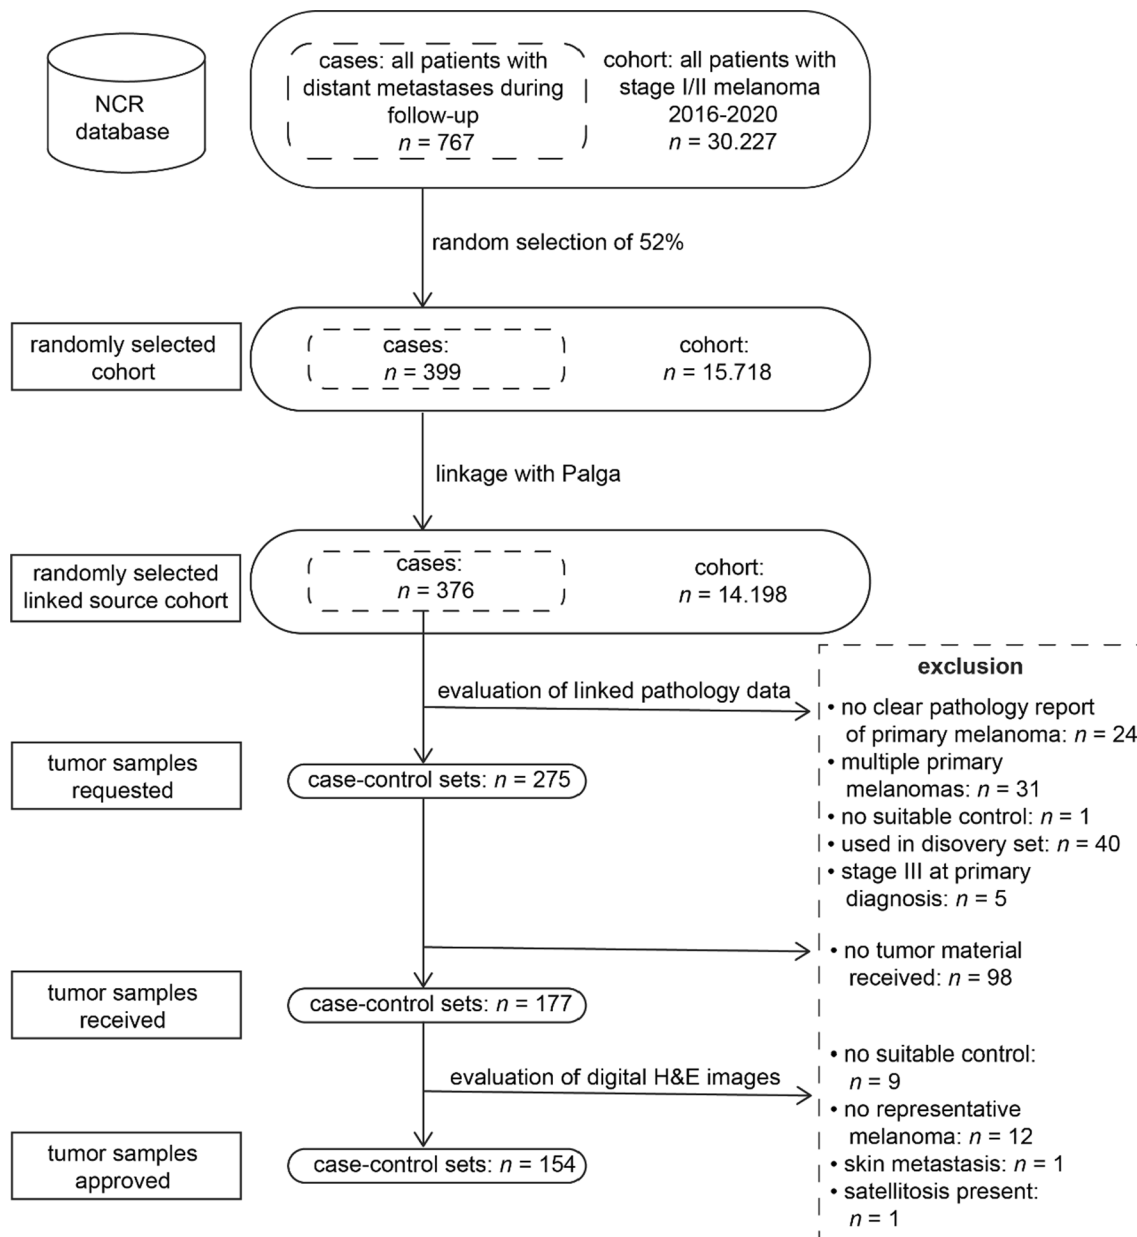 NCR
database
cases: all patients with
distant metastases during
follow-up
n = 767
cohort: all patients with
stage I/II melanoma
2016-2020
n = 30.227
random selection of 52%
randomly selected
cohort
cases:
n = 399
cohort:
n = 15.718
linkage with Palga
randomly selected
linked source cohort
cases:
n = 376
cohort:
n = 14.198
evaluation of linked pathology data
exclusion
• no clear pathology report
of primary melanoma: n = 24
• multiple primary
melanomas: n = 31
• no suitable control: n = 1
• used in disovery set: n = 40
• stage III at primary
diagnosis: n = 5
tumor samples
requested
case-control sets: n = 275
• no tumor material
received: n = 98
tumor samples
received
case-control sets: n = 177
evaluation of digital H&E images
• no suitable control:
n = 9
• no representative
melanoma: n = 12
• skin metastasis: n = 1
• satellitosis present:
n = 1
tumor samples
approved
case-control sets: n = 154